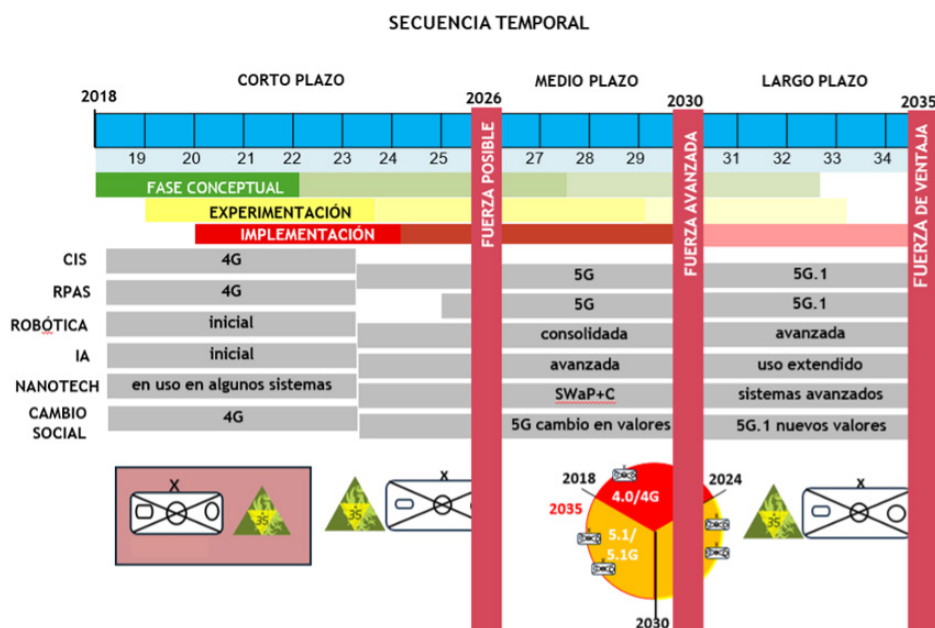 SECUENCIA TEMPORAL
CORTO PLAZO
MEDIO PLAZO
LARGO PLAZO
2018
2026
2030
2035
19 20 21 22 23 24 25 27 28 29 31 32 33 34
FUERZA POSIBLE
FUERZA AVANZADA
FUERZA DE VENTAJA
FASE CONCEPTUAL
EXPERIMENTACIÓN
IMPLEMENTACIÓN
CIS 4G 5G 5G.1
RPAS 4G 5G 5G.1
ROBÓTICA inicial consolidada avanzada
IA inicial avanzada uso extendido
NANOTECH en uso en algunos sistemas SWaP+C sistemas avanzados
CAMBIO SOCIAL 4G 5G cambio en valores 5G.1 nuevos valores
X
35
X
35
2018
2024
4.0/4G
2035
5.1/
5.1G
2030
X
35